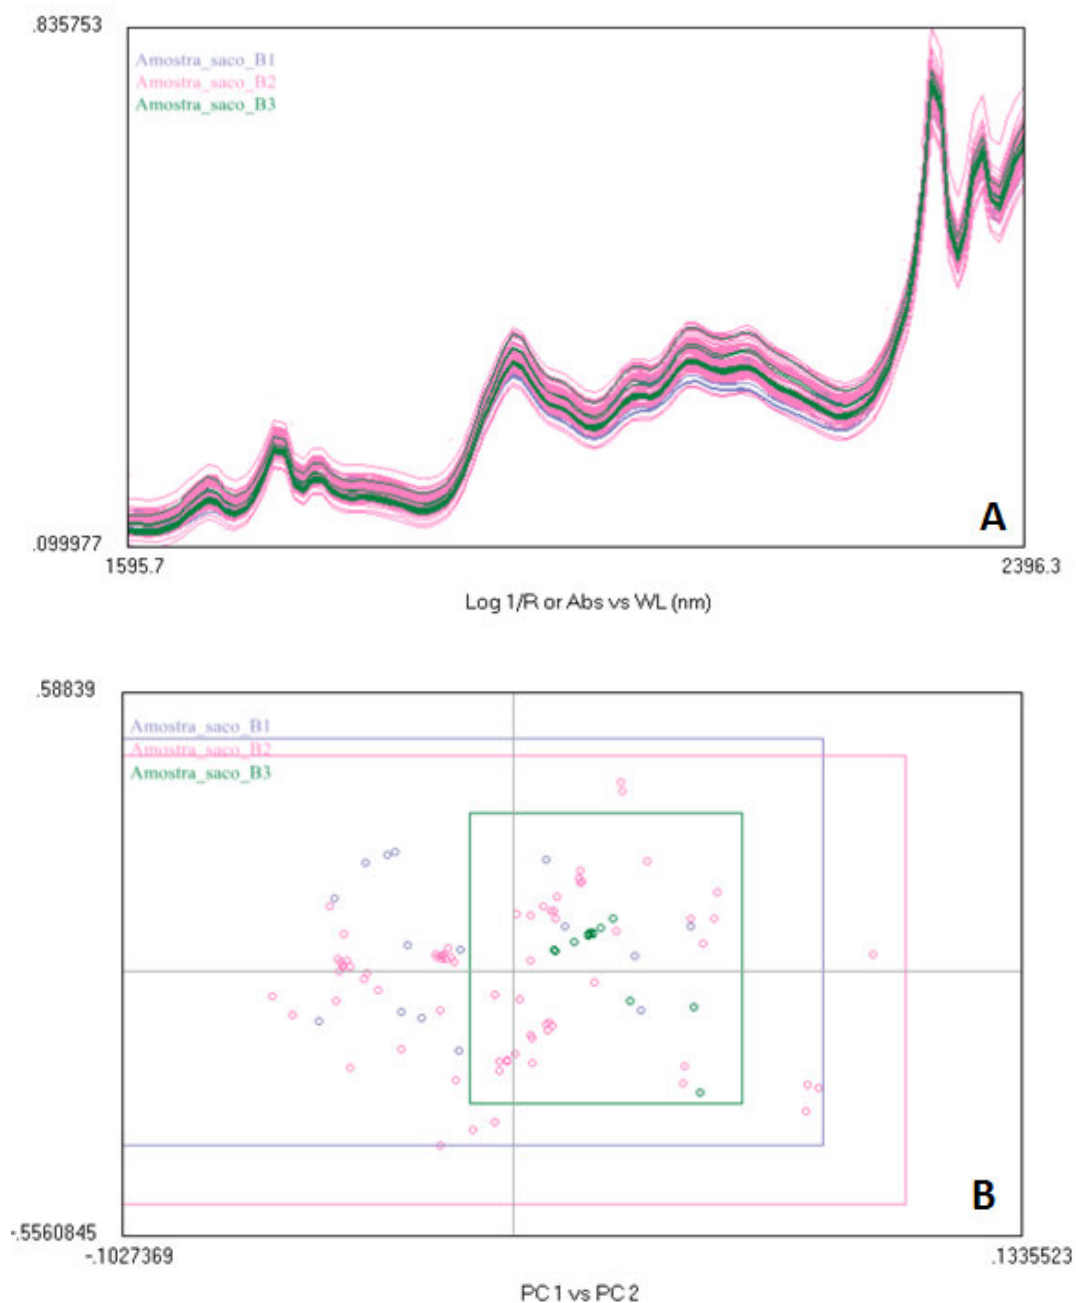 .835753
Amostra_saco_B1
Amostra_saco_B2
Amostra_saco_B3
A
.099977
1595.7
2396.3
Log 1/R or Abs vs WL (nm)
.58839
Amostra_saco_B1
Amostra_saco_B2
Amostra_saco_B3
B
-.5560845
-.1027369
.1335523
PC 1 vs PC 2